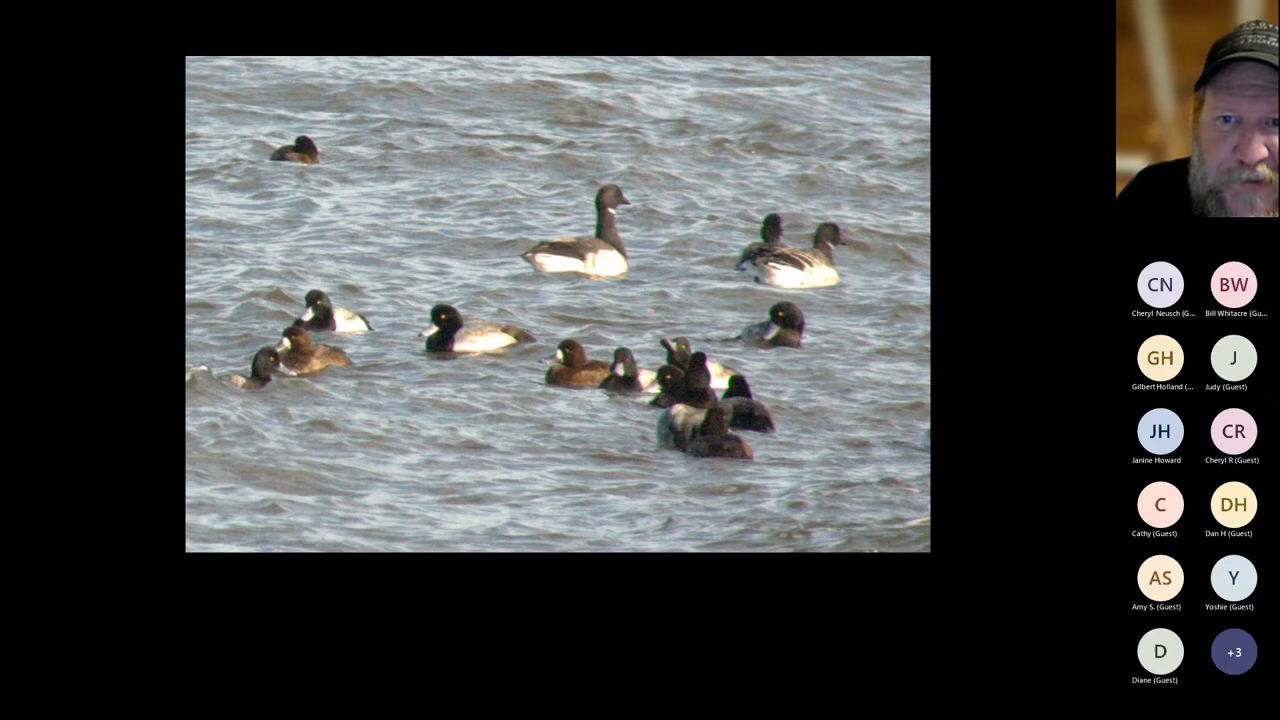 CN
BW
Cheryl Neusch (G...
Bill Whitacre (Gu...
GH
J
Gilbert Holland (...
Judy (Guest)
JH
CR
Janine Howard
Cheryl R (Guest)
C
DH
Cathy (Guest)
Dan H (Guest)
AS
Y
Amy S. (Guest)
Yoshie (Guest)
D
+3
Diane (Guest)